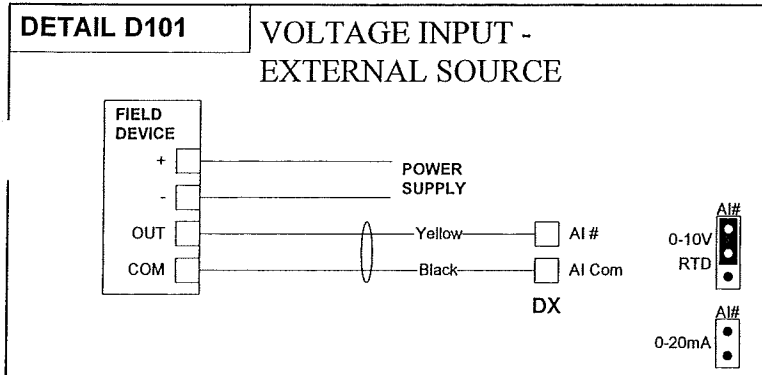 DETAIL D101
VOLTAGE INPUT -
EXTERNAL SOURCE
FIELD
DEVICE
+
-
OUT
COM
POWER
SUPPLY
Yellow
Black
AI #
AI Com
DX
AI#
0-10V
RTD
AI#
0-20mA